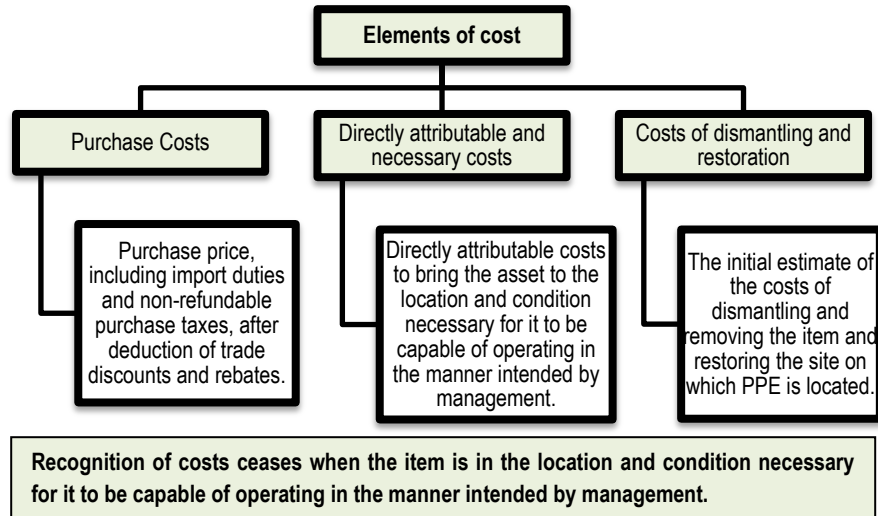 Elements of cost
Purchase Costs
Directly attributable and
necessary costs
Costs of dismantling and
restoration
Purchase price,
including import duties
and non-refundable
purchase taxes, after
deduction of trade
discounts and rebates.
Directly attributable costs
to bring the asset to the
location and condition
necessary for it to be
capable of operating in
the manner intended by
management.
The initial estimate of
the costs of
dismantling and
removing the item and
restoring the site on
which PPE is located.
Recognition of costs ceases when the item is in the location and condition necessary
for it to be capable of operating in the manner intended by management.